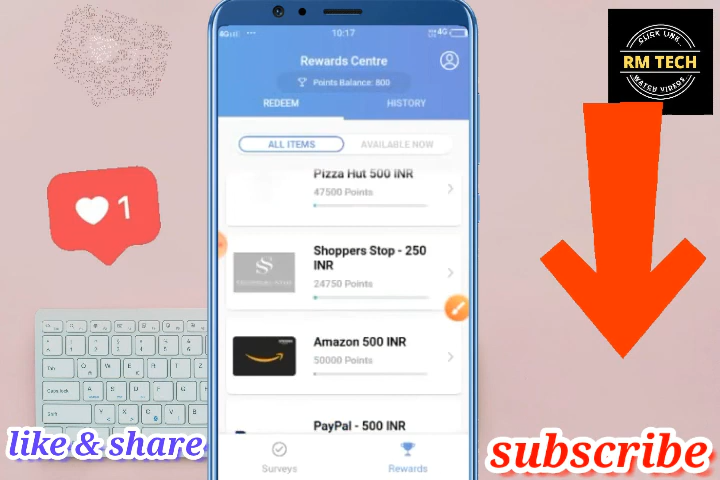 4G
10:17
4G
Rewards Centre
Points Balance: 800
REDEEM
HISTORY
ALL ITEMS
AVAILABLE NOW
Pizza Hut 500 INR
47500 Points
Shoppers Stop - 250
INR
24750 Points
Amazon 500 INR
50000 Points
PayPal - 500 INR
Surveys
Rewards
CLICK LINK..
RM TECH
WATCH VIDEOS
1
like & share
subscribe